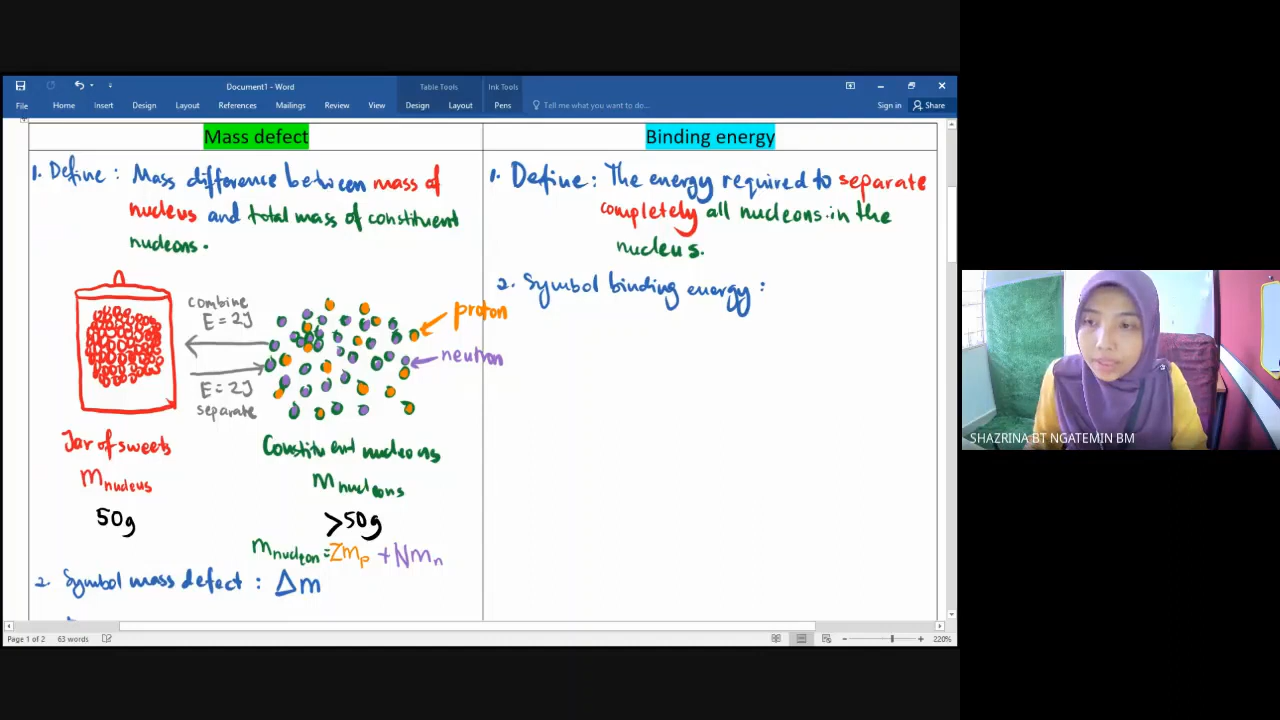 Document1 - Word
Table Tools
Ink Tools
File
Home
Insert
Design
Layout
References
Mailings
Review
View
Design
Layout
Pens
Tell me what you want to do...
Sign in
Share
Mass defect
1. Define : Mass difference between mass of
nucleus and total mass of constituent
nucleons.
combine
E = 2J
E = 2J
separate
proton
neutron
Jar of sweets
Mnucleus
50g
Constituent nucleons
Mnucleons
>50g
mnucleon = Zmp + Nmn
2. Symbol mass defect : Δm
Binding energy
1. Define : The energy required to separate
completely all nucleons in the
nucleus.
2. Symbol binding energy :
SHAZRINA BT NGATEMIN BM
Page 1 of 2
63 words
220%